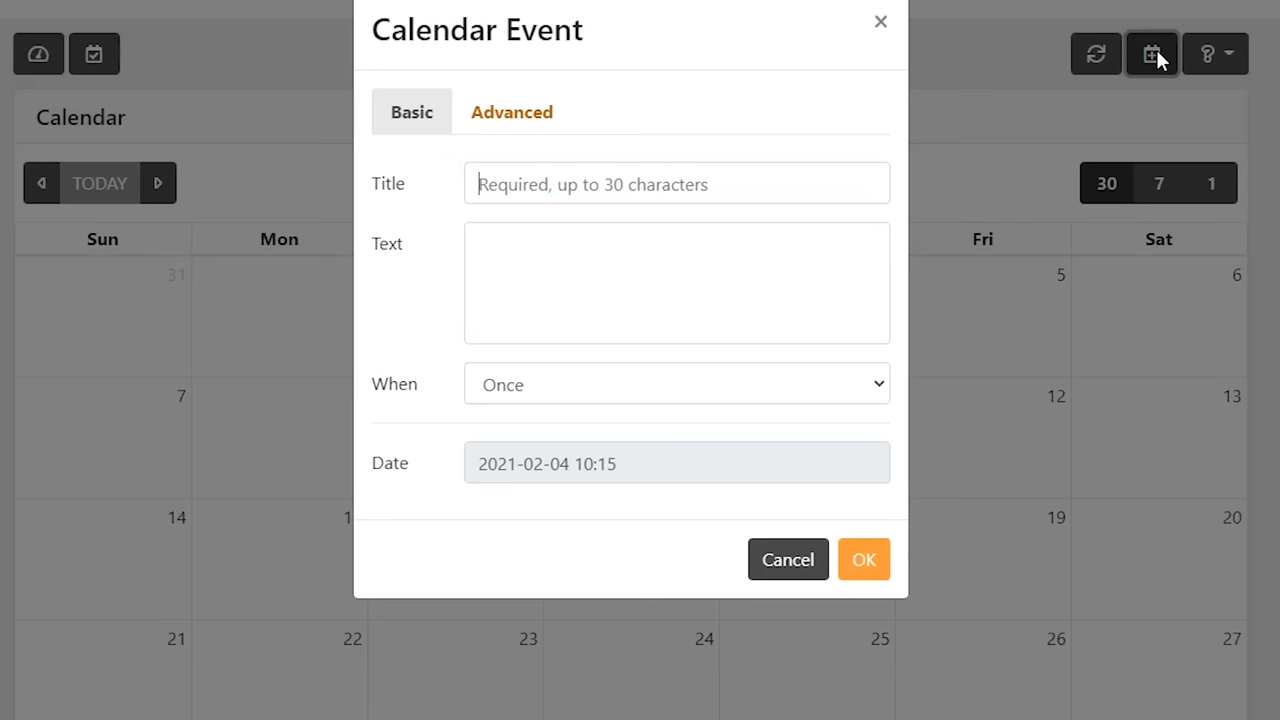 Calendar Event
×
Basic Advanced
Calendar
Title Required, up to 30 characters
TODAY
30 7 1
Text
Sun Mon Fri Sat
31 5 6
When Once
7 12 13
Date 2021-02-04 10:15
14 1 19 20
Cancel OK
21 22 23 24 25 26 27